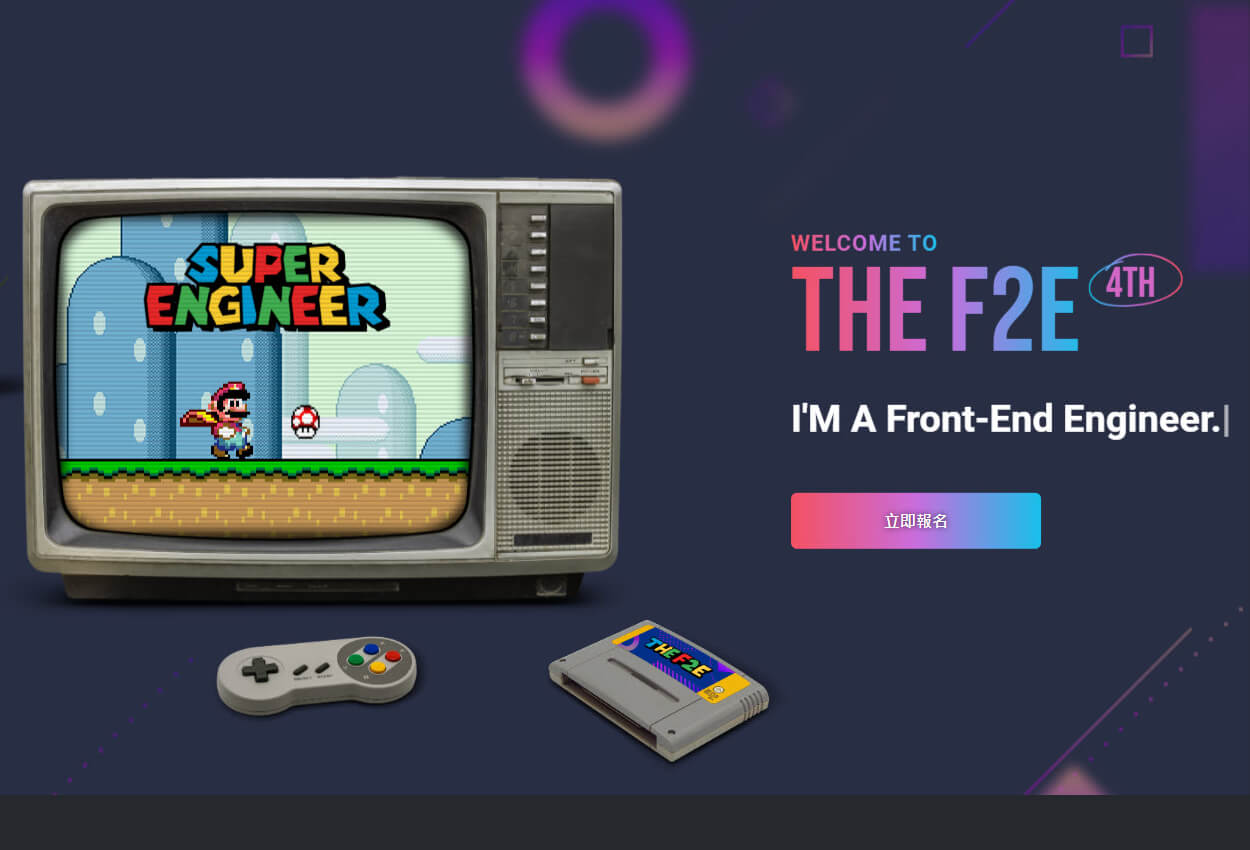 SUPER
ENGINEER
WELCOME TO
THE F2E
4TH
I'M A Front-End Engineer.
立即報名
THE F2E